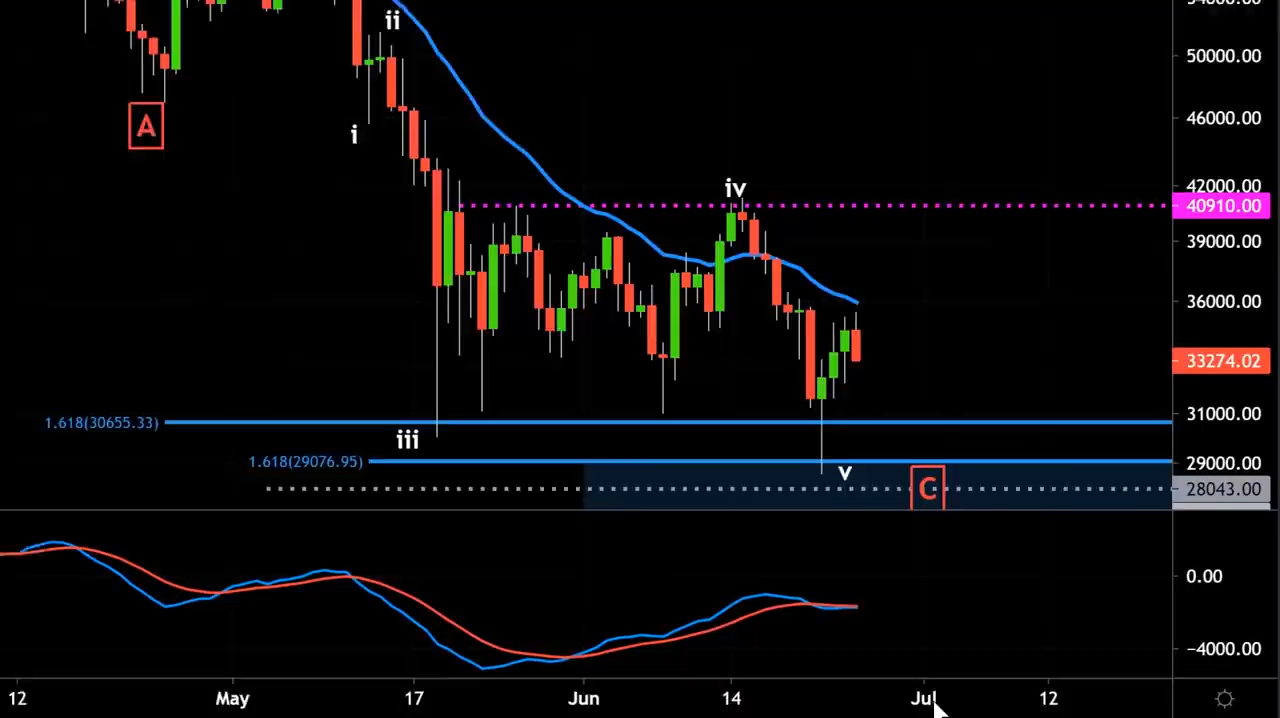 54000.00
ii
50000.00
A
i
46000.00
iv
42000.00
40910.00
39000.00
36000.00
33274.02
1.618(30655.33)
31000.00
iii
1.618(29076.95)
29000.00
v
C
28043.00
0.00
-4000.00
12 May 17 Jun 14 Jul 12